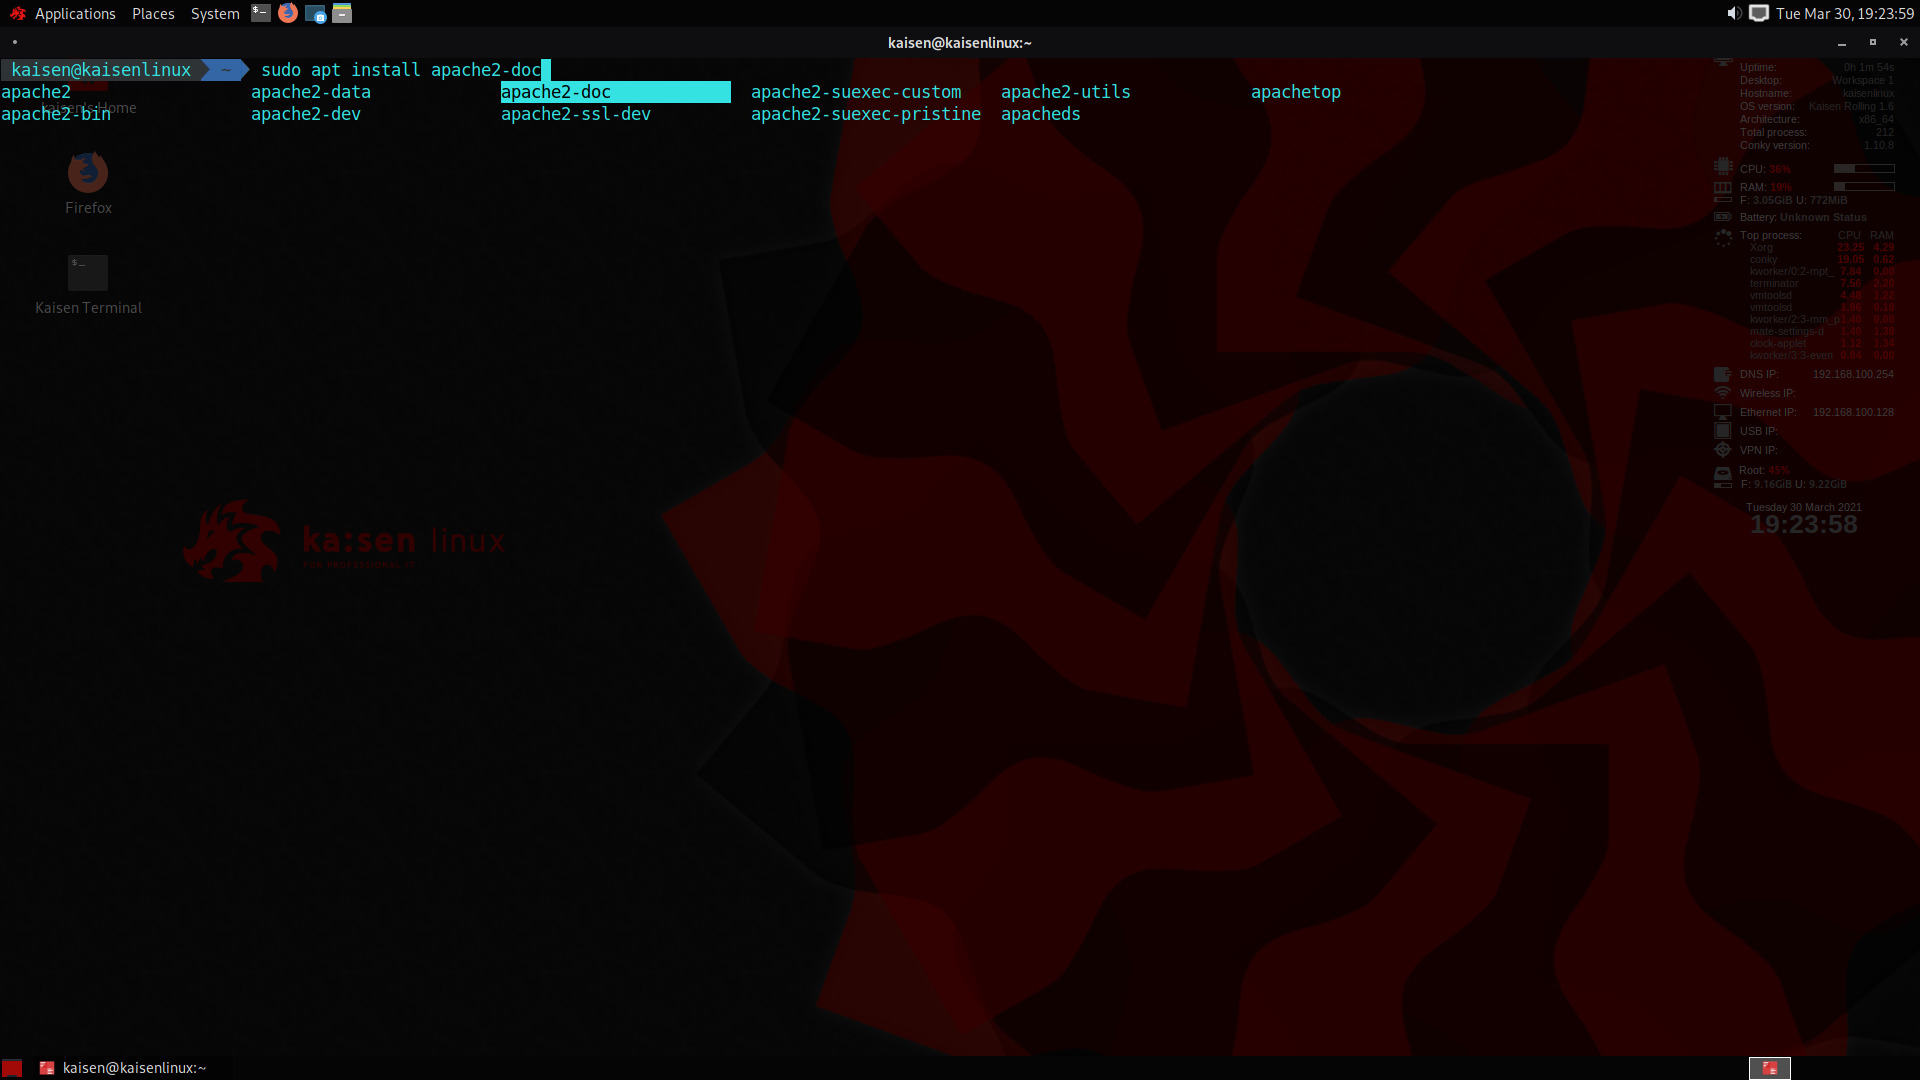 Applications Places System Tue Mar 30, 19:23:59
kaisen@kaisenlinux:~
kaisen@kaisenlinux ~ sudo apt install apache2-doc
apache2 apache2-data apache2-doc apache2-suexec-custom apache2-utils apachetop
apache2-bin apache2-dev apache2-ssl-dev apache2-suexec-pristine apacheds
kaisen's Home
Firefox
$_
Kaisen Terminal
ka:sen linux
FOR PROFESSIONAL IT
Uptime: 0h 1m 54s
Desktop: Workspace 1
Hostname: kaisenlinux
OS version: Kaisen Rolling 1.6
Architecture: x86_64
Total process: 212
Conky version: 1.10.8
CPU: 36%
RAM: 19%
F: 3.05GiB U: 772MiB
Battery: Unknown Status
Top process: CPU RAM
Xorg 23.25 4.29
conky 19.05 0.62
kworker/0:2-mpt_ 7.84 0.00
terminator 7.56 2.20
vmtoolsd 4.48 1.22
vmtoolsd 1.96 0.10
kworker/2:3-mm_p 1.40 0.00
mate-settings-d 1.40 1.30
clock-applet 1.12 1.34
kworker/3:3-even 0.84 0.00
DNS IP: 192.168.100.254
Wireless IP:
Ethernet IP: 192.168.100.128
USB IP:
VPN IP:
Root: 45%
F: 9.16GiB U: 9.22GiB
Tuesday 30 March 2021
19:23:58
kaisen@kaisenlinux:~